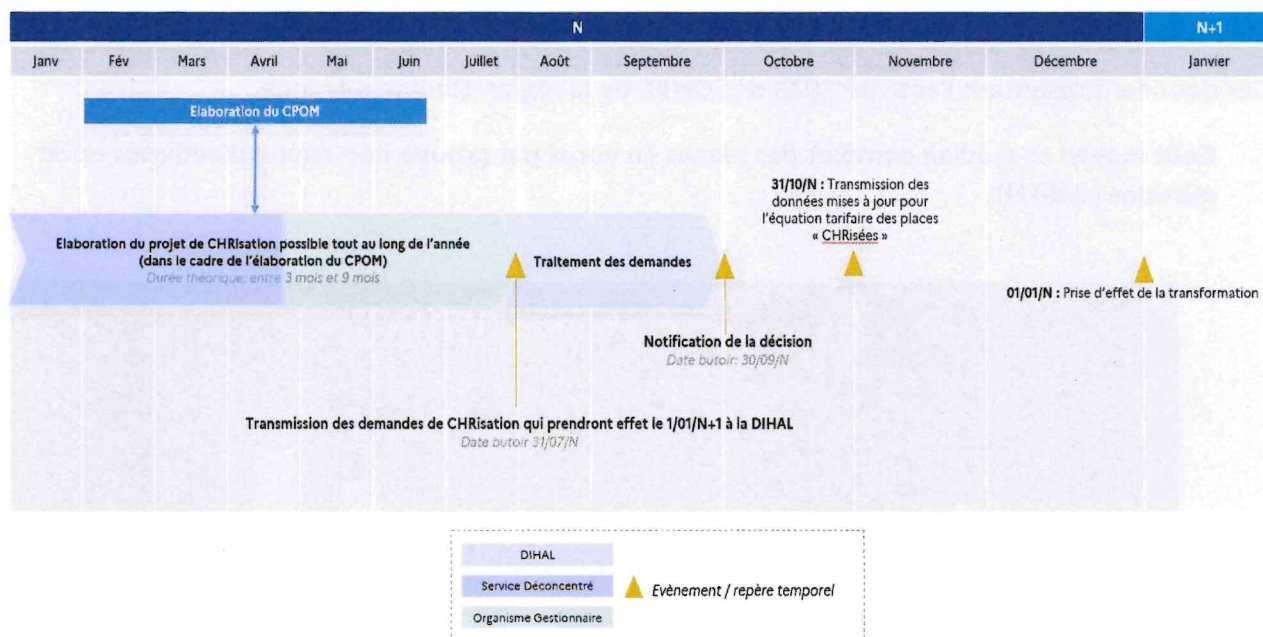 N N+1
Janv Fév Mars Avril Mai Juin Juillet Août Septembre Octobre Novembre Décembre Janvier
Elaboration du CPOM
31/10/N : Transmission des
données mises à jour pour
l'équation tarifaire des places
« CHRisées »
Elaboration du projet de CHRisation possible tout au long de l'année
(dans le cadre de l'élaboration du CPOM)
Durée théorique: entre 3 mois et 9 mois
Traitement des demandes
01/01/N : Prise d'effet de la transformation
Notification de la décision
Date butoir: 30/09/N
Transmission des demandes de CHRisation qui prendront effet le 1/01/N+1 à la DIHAL
Date butoir 31/07/N
DIHAL
Service Déconcentré
Evènement / repère temporel
Organisme Gestionnaire